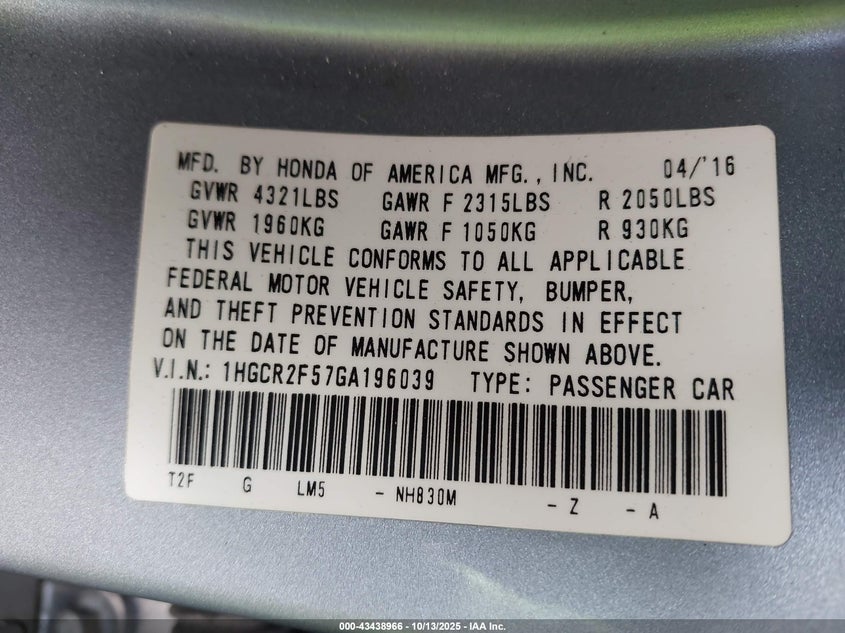 MFD. BY HONDA OF AMERICA MFG., INC. 04/'16
GVWR 4321LBS GAWR F 2315LBS R 2050LBS
GVWR 1960KG GAWR F 1050KG R 930KG
THIS VEHICLE CONFORMS TO ALL APPLICABLE
FEDERAL MOTOR VEHICLE SAFETY, BUMPER,
AND THEFT PREVENTION STANDARDS IN EFFECT
ON THE DATE OF MANUFACTURE SHOWN ABOVE.
V.I.N.: 1HGCR2F57GA196039 TYPE: PASSENGER CAR
T2F G LM5 - NH830M - Z - A
000-43438966 - 10/13/2025 - IAA Inc.